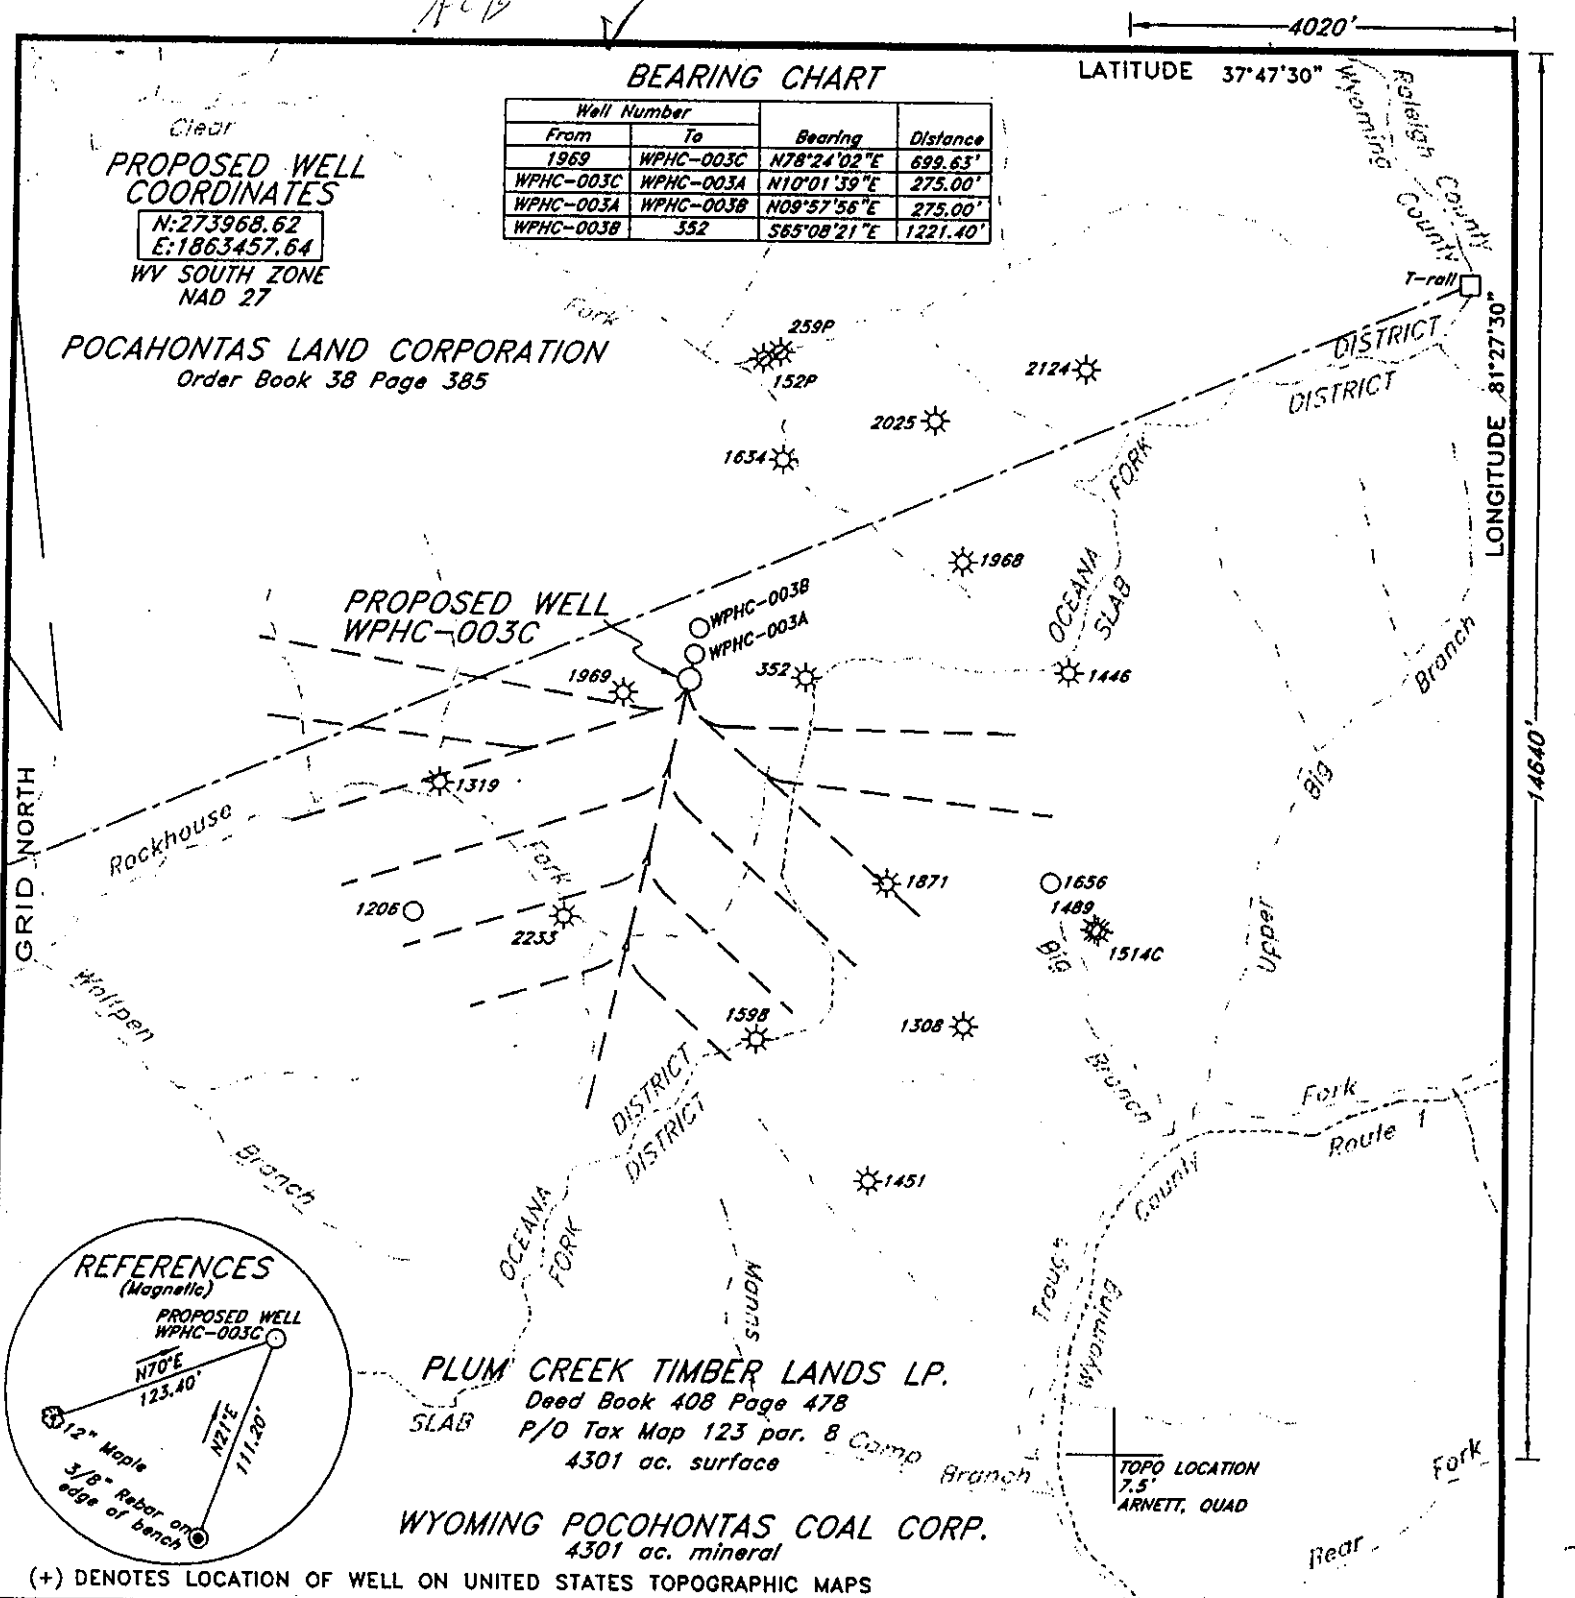 4020'
BEARING CHART
LATITUDE 37°47'30"
Well Number
From To Bearing Distance
1969 WPHC-003C N78°24'02"E 699.63'
WPHC-003C WPHC-003A N10°01'39"E 275.00'
WPHC-003A WPHC-003B N09°57'56"E 275.00'
WPHC-003B 352 S65°08'21"E 1221.40'
Clear
PROPOSED WELL
COORDINATES
N:273968.62
E:1863457.64
WV SOUTH ZONE
NAD 27
Raleigh County
Wyoming County
T-rail
LONGITUDE 81°27'30"
14640'
POCAHONTAS LAND CORPORATION
Order Book 38 Page 385
Fork
259P
152P
2124
2025
1634
DISTRICT
DISTRICT
FORK
SLAB
OCEANA
1968
PROPOSED WELL
WPHC-003C
WPHC-003B
WPHC-003A
1969
352
1446
Branch
Big
Upper
1319
GRID NORTH
Rockhouse
Fork
1871
1656
1489
1514C
1206
2233
Big
Branch
Wolfpen
Branch
1598
1308
DISTRICT
DISTRICT
OCEANA
FORK
SLAB
Fork
Route 1
County
Wyoming
1451
Manns
REFERENCES
(Magnetic)
PROPOSED WELL
WPHC-003C
N70°E
123.40'
N21°E
111.20'
12" Maple
3/8" Rebar on
edge of bench
PLUM CREEK TIMBER LANDS LP.
Deed Book 408 Page 478
P/O Tax Map 123 par. 8
4301 ac. surface
Camp
Branch
TOPO LOCATION
7.5'
ARNETT, QUAD
Fork
WYOMING POCOHONTAS COAL CORP.
4301 ac. mineral
(+) DENOTES LOCATION OF WELL ON UNITED STATES TOPOGRAPHIC MAPS